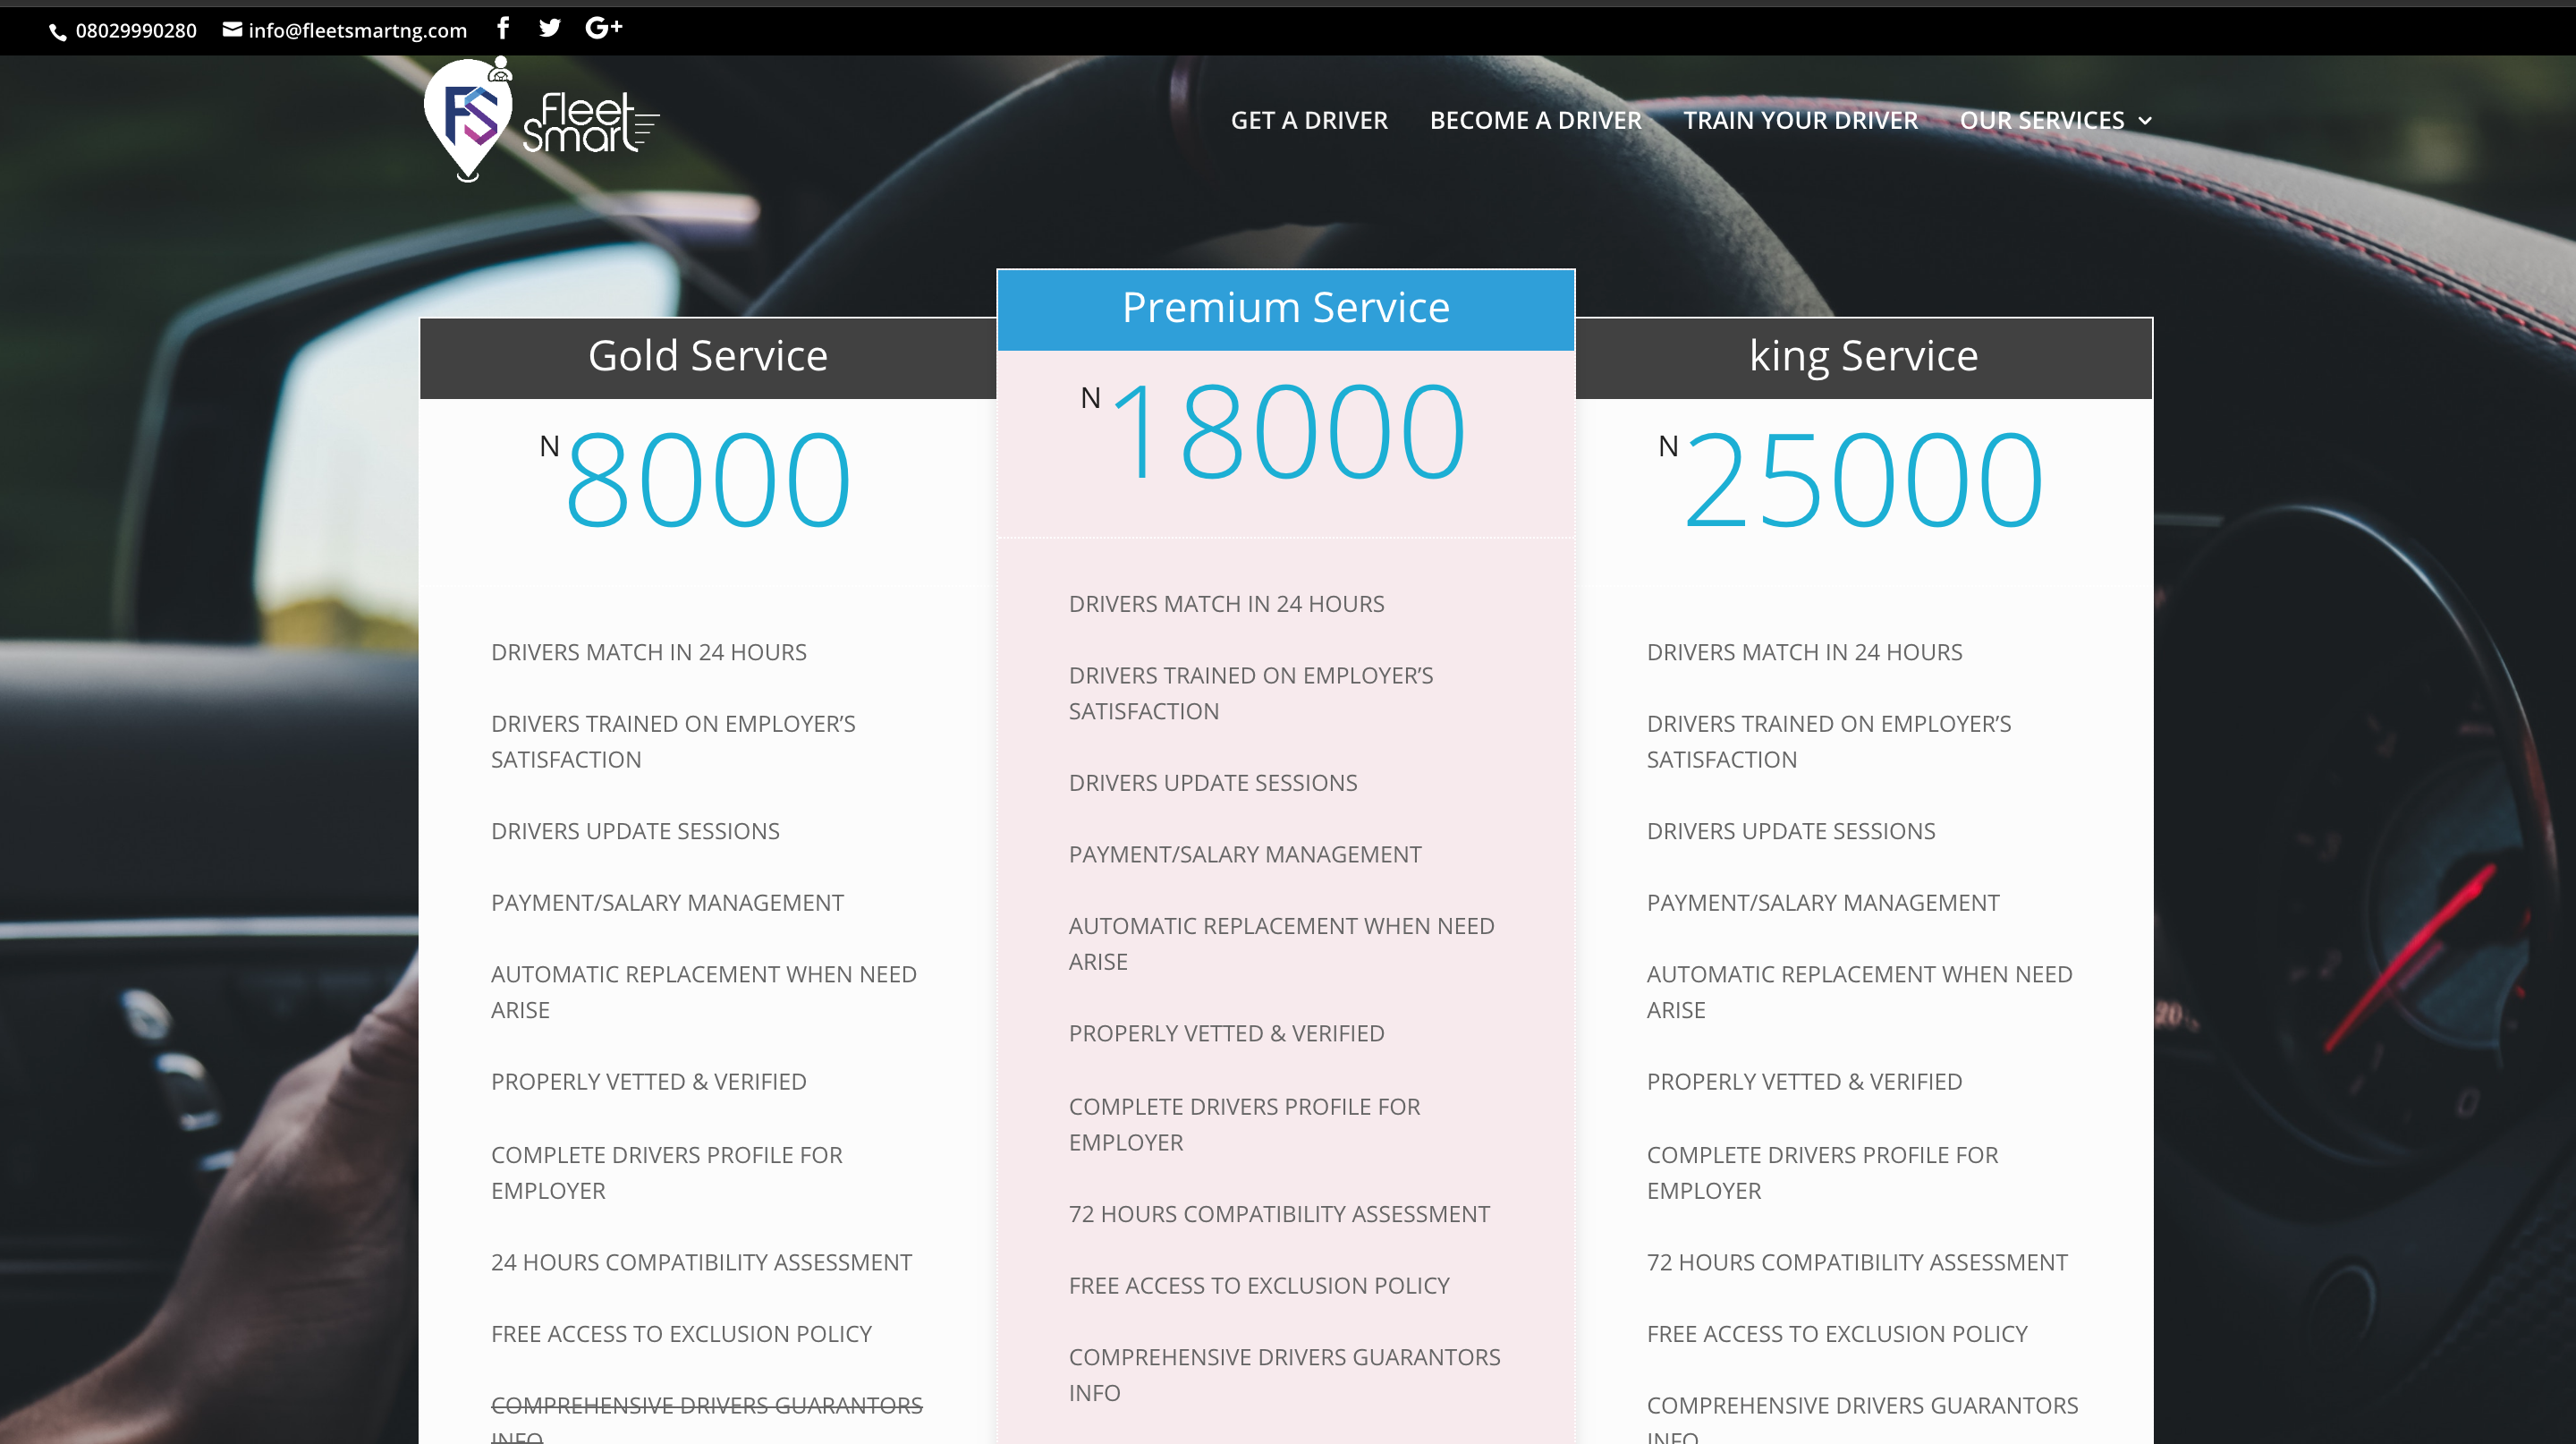 08029990280 info@fleetsmartng.com
FS Fleet
Smart
GET A DRIVER BECOME A DRIVER TRAIN YOUR DRIVER OUR SERVICES
Gold Service
N 8000
DRIVERS MATCH IN 24 HOURS
DRIVERS TRAINED ON EMPLOYER’S
SATISFACTION
DRIVERS UPDATE SESSIONS
PAYMENT/SALARY MANAGEMENT
AUTOMATIC REPLACEMENT WHEN NEED
ARISE
PROPERLY VETTED & VERIFIED
COMPLETE DRIVERS PROFILE FOR
EMPLOYER
24 HOURS COMPATIBILITY ASSESSMENT
FREE ACCESS TO EXCLUSION POLICY
COMPREHENSIVE DRIVERS GUARANTORS
INFO
Premium Service
N 18000
DRIVERS MATCH IN 24 HOURS
DRIVERS TRAINED ON EMPLOYER’S
SATISFACTION
DRIVERS UPDATE SESSIONS
PAYMENT/SALARY MANAGEMENT
AUTOMATIC REPLACEMENT WHEN NEED
ARISE
PROPERLY VETTED & VERIFIED
COMPLETE DRIVERS PROFILE FOR
EMPLOYER
72 HOURS COMPATIBILITY ASSESSMENT
FREE ACCESS TO EXCLUSION POLICY
COMPREHENSIVE DRIVERS GUARANTORS
INFO
king Service
N 25000
DRIVERS MATCH IN 24 HOURS
DRIVERS TRAINED ON EMPLOYER’S
SATISFACTION
DRIVERS UPDATE SESSIONS
PAYMENT/SALARY MANAGEMENT
AUTOMATIC REPLACEMENT WHEN NEED
ARISE
PROPERLY VETTED & VERIFIED
COMPLETE DRIVERS PROFILE FOR
EMPLOYER
72 HOURS COMPATIBILITY ASSESSMENT
FREE ACCESS TO EXCLUSION POLICY
COMPREHENSIVE DRIVERS GUARANTORS
INFO